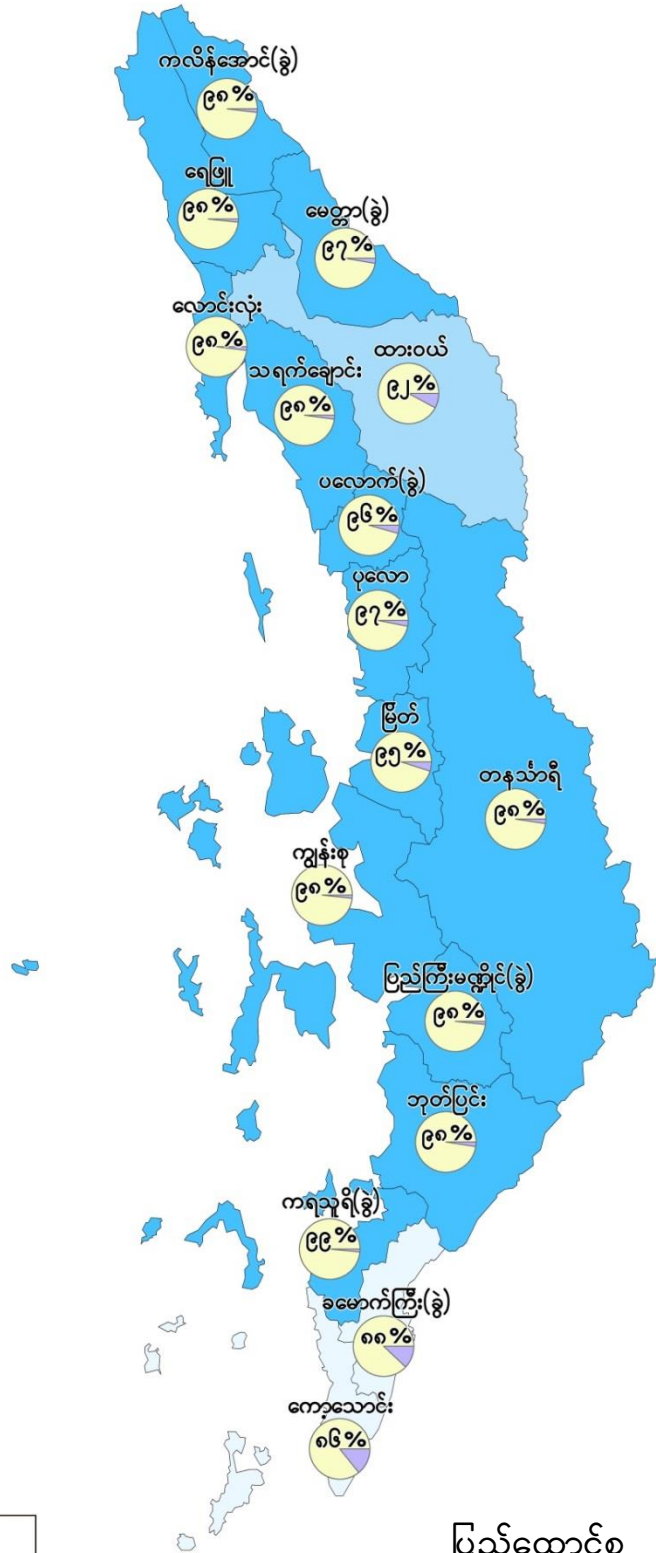 ကလိန်အောင်(ခွဲ)
၉၈%
ရေဖြူ
၉၈%
မေတ္တာ(ခွဲ)
၉၇%
လောင်းလုံး
၉၈%
ထားဝယ်
၉၂%
သရက်ချောင်း
၉၈%
ပလောက်(ခွဲ)
၉၆%
ပုလော
၉၇%
မြိတ်
၉၅%
တနင်္သာရီ
၉၈%
ကျွန်းစု
၉၈%
ပြည်ကြီးမဏ္ဍိုင်(ခွဲ)
၉၈%
ဘုတ်ပြင်း
၉၈%
ကရသူရိ(ခွဲ)
၉၉%
ခမောက်ကြီး(ခွဲ)
၈၈%
ကော့သောင်း
၈၆%
ပြည်ထောင်စု